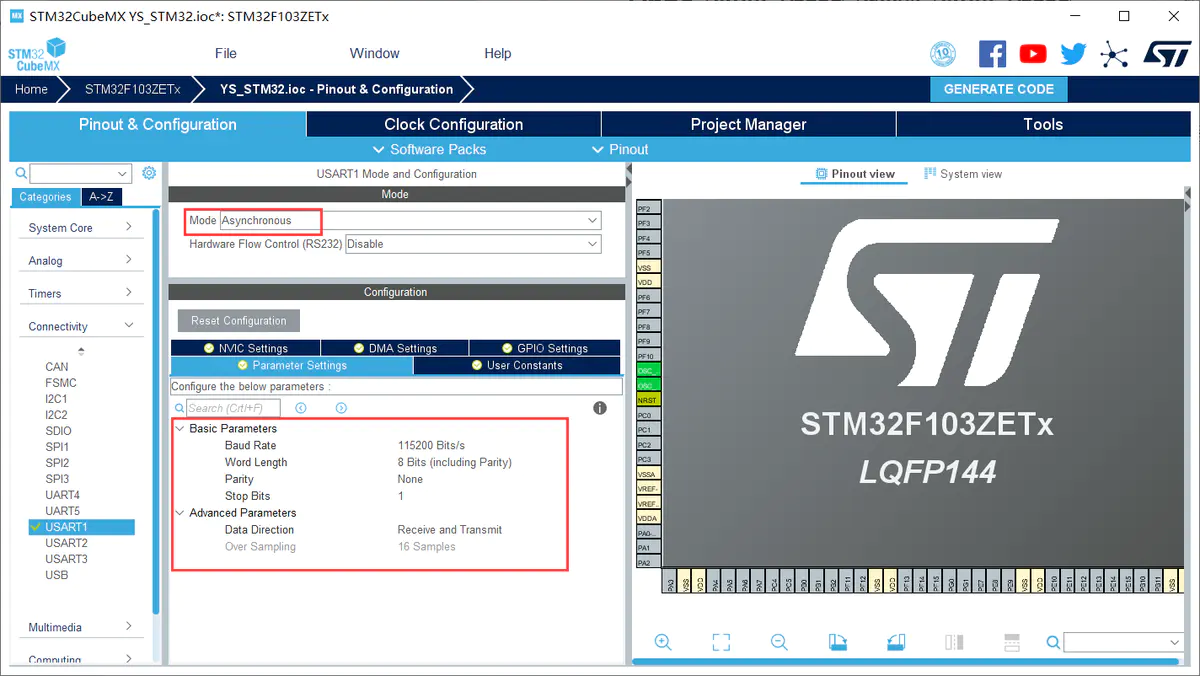 MX STM32CubeMX YS_STM32.ioc*: STM32F103ZETx
STM32 CubeMX
File Window Help
10
Home STM32F103ZETx YS_STM32.ioc - Pinout & Configuration GENERATE CODE
Pinout & Configuration Clock Configuration Project Manager Tools
Software Packs Pinout
Categories A->Z
System Core
Analog
Timers
Connectivity
CAN
FSMC
I2C1
I2C2
SDIO
SPI1
SPI2
SPI3
UART4
UART5
USART1
USART2
USART3
USB
Multimedia
Computing
USART1 Mode and Configuration
Mode
Mode Asynchronous
Hardware Flow Control (RS232) Disable
Configuration
Reset Configuration
NVIC Settings DMA Settings GPIO Settings
Parameter Settings User Constants
Configure the below parameters :
Search (Crtl+F)
Basic Parameters
Baud Rate 115200 Bits/s
Word Length 8 Bits (including Parity)
Parity None
Stop Bits 1
Advanced Parameters
Data Direction Receive and Transmit
Over Sampling 16 Samples
Pinout view System view
PF2
PF3
PF4
PF5
VSS
VDD
PF6
PF7
PF8
PF9
PF10
OSC_
OSC_
NRST
PC0
PC1
PC2
PC3
VSSA
VREF-
VREF..
VDDA
PA0-..
PA1
PA2
STM32F103ZETx
LQFP144
PA3 VSS VDD PA4 PA5 PA6 PA7 PC4 PC5 PB0 PB1 PB2 PF11 PF12 VSS VDD PF13 PF14 PF15 PG0 PG1 PE7 PE8 PE9 VSS VDD PE10 PE11 PE12 PE13 PE14 PE15 PB10 PB11 VSS